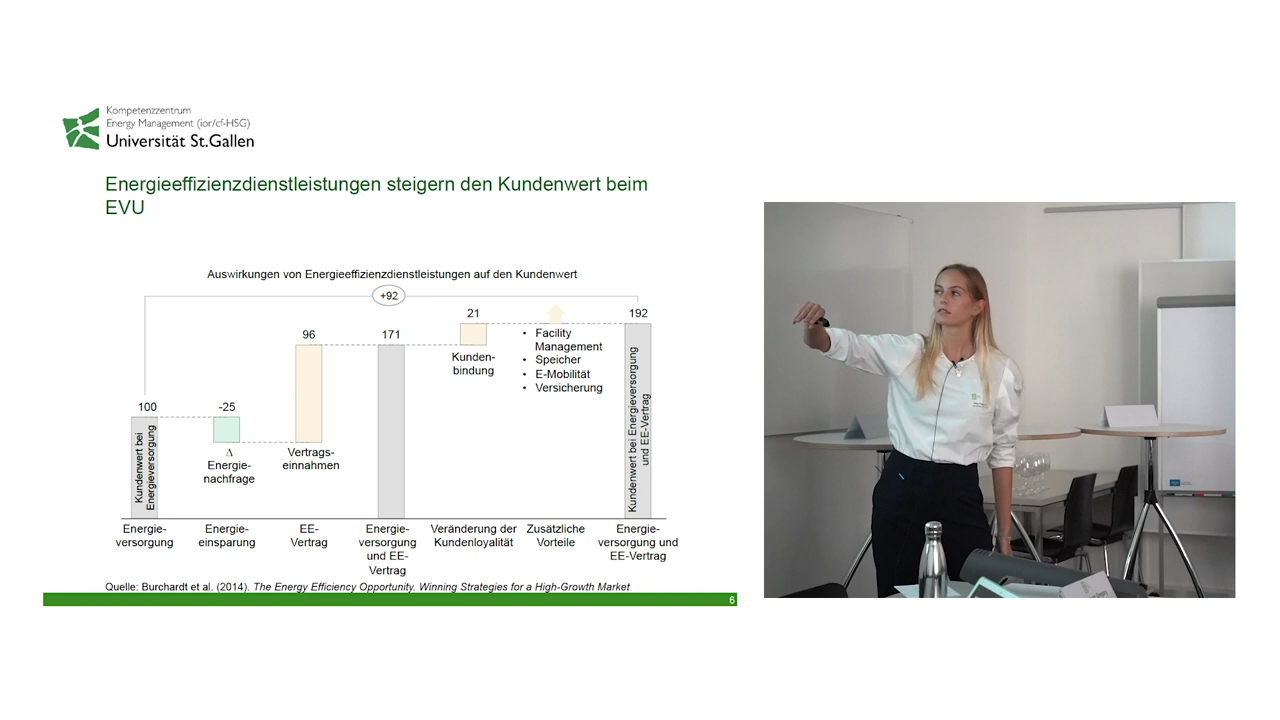 Kompetenzzentrum
Energy Management (ior/cf-HSG)
Universität St.Gallen
Energieeffizienzdienstleistungen steigern den Kundenwert beim
EVU
Auswirkungen von Energieeffizienzdienstleistungen auf den Kundenwert
+92
100
-25
96
171
21
192
Kundenwert bei
Energieversorgung
Δ
Energie-
nachfrage
Vertrags-
einnahmen
Kunden-
bindung
• Facility
Management
• Speicher
• E-Mobilität
• Versicherung
Kundenwert bei Energieversorgung
und EE-Vertrag
Energie-
versorgung
Energie-
einsparung
EE-
Vertrag
Energie-
versorgung
und EE-
Vertrag
Veränderung der
Kundenloyalität
Zusätzliche
Vorteile
Energie-
versorgung und
EE-Vertrag
Quelle: Burchardt et al. (2014). The Energy Efficiency Opportunity. Winning Strategies for a High-Growth Market
6